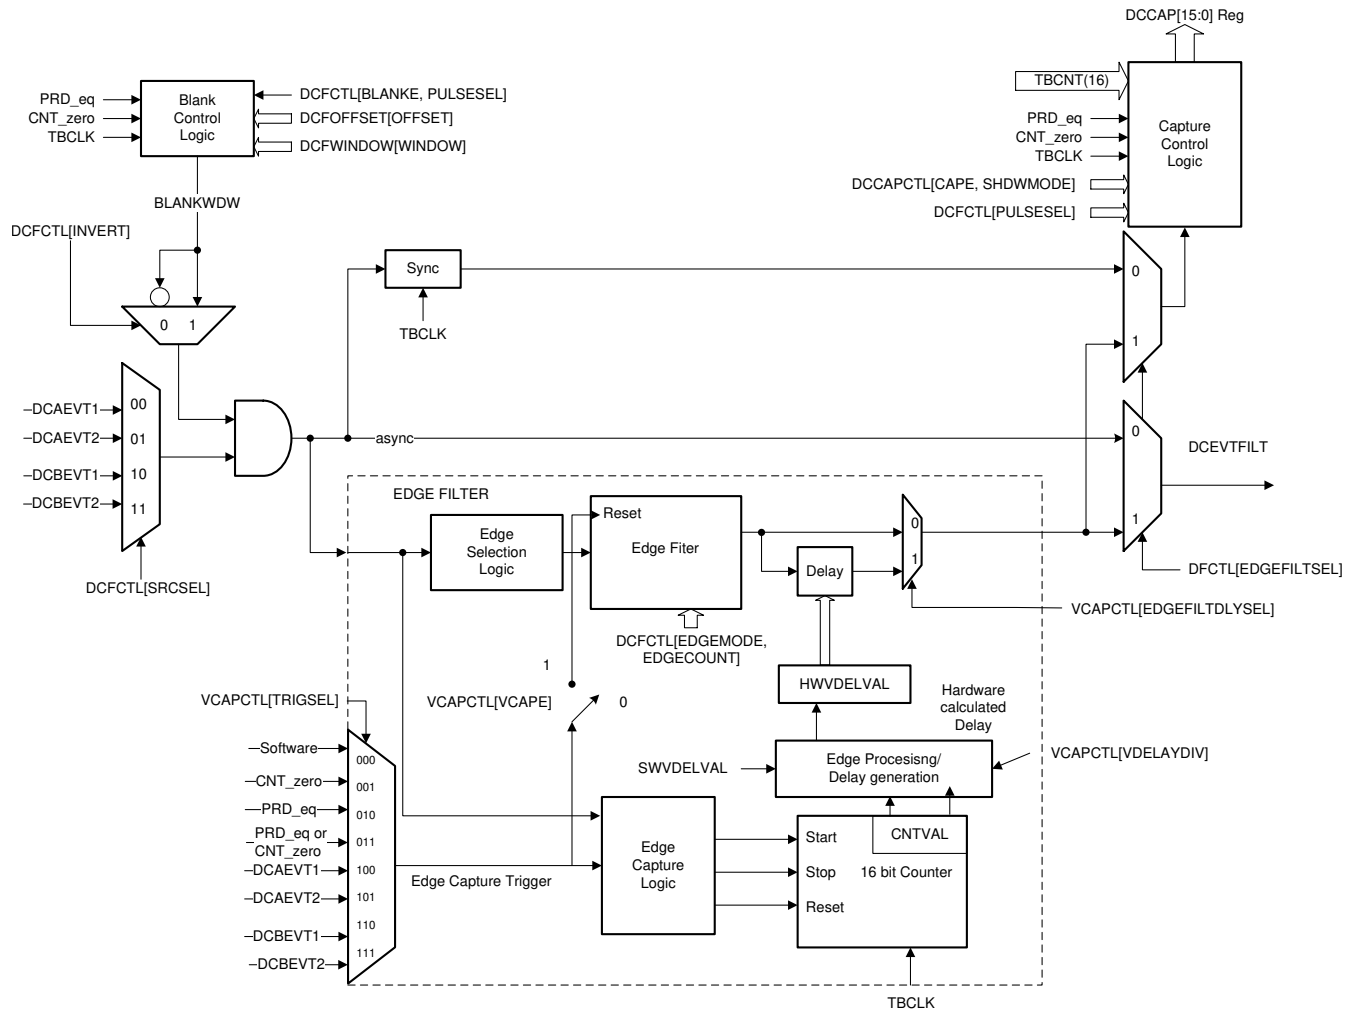 DCCAP[15:0] Reg
TBCNT(16)
PRD_eq
CNT_zero
TBCLK
Blank
Control
Logic
DCFCTL[BLANKE, PULSESEL]
DCFOFFSET[OFFSET]
DCFWINDOW[WINDOW]
PRD_eq
CNT_zero
TBCLK
DCCAPCTL[CAPE, SHDWMODE]
DCFCTL[PULSESEL]
Capture
Control
Logic
BLANKWDW
DCFCTL[INVERT]
0 1
Sync
TBCLK
0
1
DCAEVT1
DCAEVT2
DCBEVT1
DCBEVT2
00
01
10
11
DCFCTL[SRCSEL]
async
0
1
DCEVTFILT
DFCTL[EDGEFILTSEL]
EDGE FILTER
Edge
Selection
Logic
Reset
Edge Fiter
DCFCTL[EDGEMODE,
EDGECOUNT]
Delay
0
1
VCAPCTL[EDGEFILTDLYSEL]
HWVDELVAL
Hardware
calculated
Delay
1
VCAPCTL[VCAPE]
0
VCAPCTL[TRIGSEL]
Software
CNT_zero
PRD_eq
PRD_eq or
CNT_zero
DCAEVT1
DCAEVT2
DCBEVT1
DCBEVT2
000
001
010
011
100
101
110
111
Edge Capture Trigger
SWVDELVAL
Edge Procesisng/
Delay generation
VCAPCTL[VDELAYDIV]
Edge
Capture
Logic
Start
Stop
Reset
CNTVAL
16 bit Counter
TBCLK